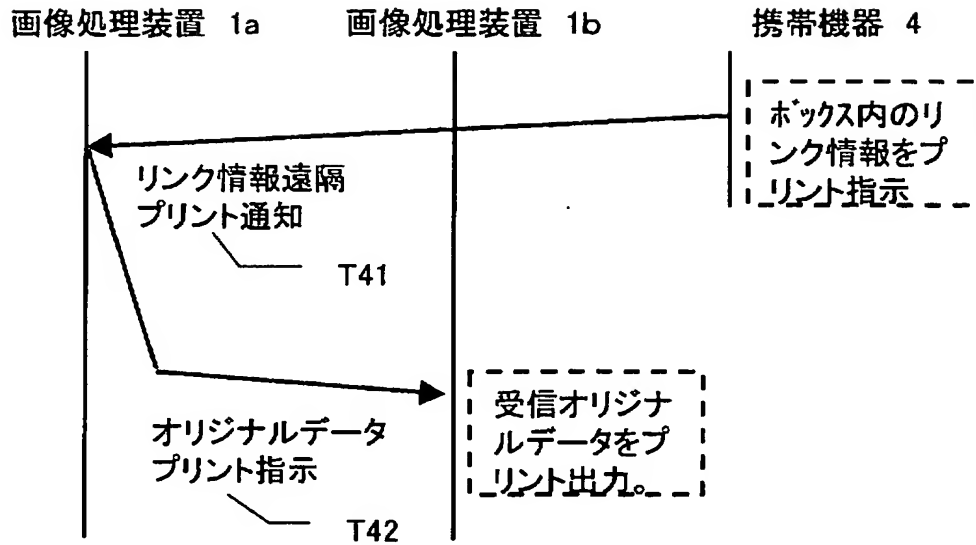 画像処理装置 1a 画像処理装置 1b 携帯機器 4
ボックス内のリ
ンク情報をプ
リント指示
リンク情報遠隔
プリント通知
T41
受信オリジナ
ルデータをプ
リント出力。
オリジナルデータ
プリント指示
T42